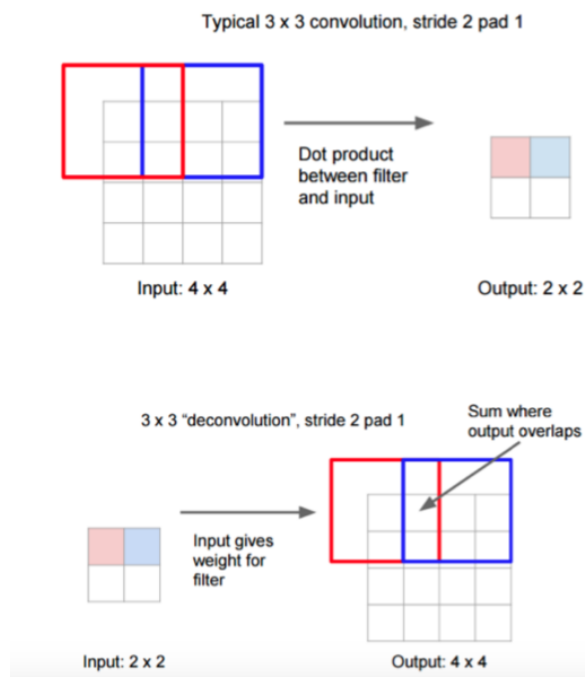 Typical 3 x 3 convolution, stride 2 pad 1
Dot product
between filter
and input
Input: 4 x 4
Output: 2 x 2
3 x 3 “deconvolution”, stride 2 pad 1
Sum where
output overlaps
Input gives
weight for
filter
Input: 2 x 2
Output: 4 x 4